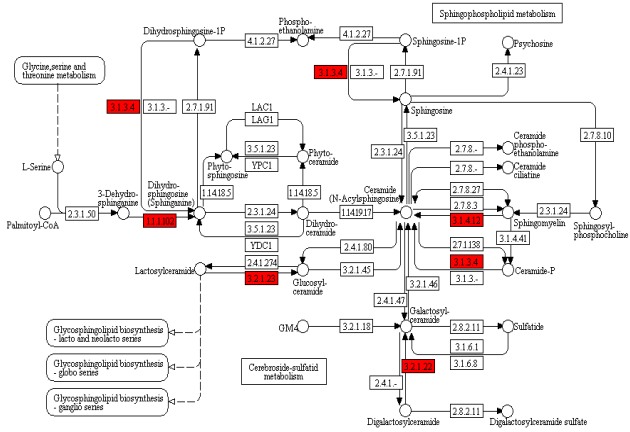 Sphingophospholipid metabolism
Phospho-
ethanolamine
Dihydrosphingosine-1P
4.1.2.27
4.1.2.27
Sphingosine-1P
Psychosine
Glycine,serine and
threonine metabolism
3.1.3.4
3.1.3.-
2.7.1.91
3.1.3.4
3.1.3.-
2.7.1.91
2.4.1.23
Sphingosine
LAC1
LAG1
3.5.1.23
YPC1
Phyto-
sphingosine
Phyto-
ceramide
3.5.1.23
2.3.1.24
2.7.8.10
2.7.8.-
Ceramide
phospho-
ethanolamine
2.7.8.-
Ceramide
ciliatine
L-Serine
3-Dehydro-
sphinganine
Dihydro-
sphingosine
(Sphinganine)
1.14.18.5
1.14.18.5
Ceramide
(N-Acylsphingosine)
2.7.8.27
2.7.8.3
Palmitoyl-CoA
2.3.1.50
1.1.1.102
2.3.1.24
Dihydro-
ceramide
1.14.19.17
3.1.4.12
Sphingomyelin
2.3.1.24
Sphingosyl-
phosphocholine
3.5.1.23
YDC1
2.4.1.80
2.7.1.138
3.1.4.41
Lactosylceramide
2.4.1.274
3.2.1.23
Glucosyl-
ceramide
3.2.1.45
3.1.3.4
3.1.3.-
Ceramide-P
3.2.1.46
2.4.1.47
Galactosyl-
ceramide
Glycosphingolipid biosynthesis
- lacto and neolacto series
GM4
3.2.1.18
2.8.2.11
Sulfatide
3.1.6.1
3.1.6.8
Glycosphingolipid biosynthesis
- globo series
Cerebroside-sulfatid
metabolism
3.2.1.22
2.4.1.-
Glycosphingolipid biosynthesis
- ganglio series
Digalactosylceramide
2.8.2.11
Digalactosylceramide sulfate